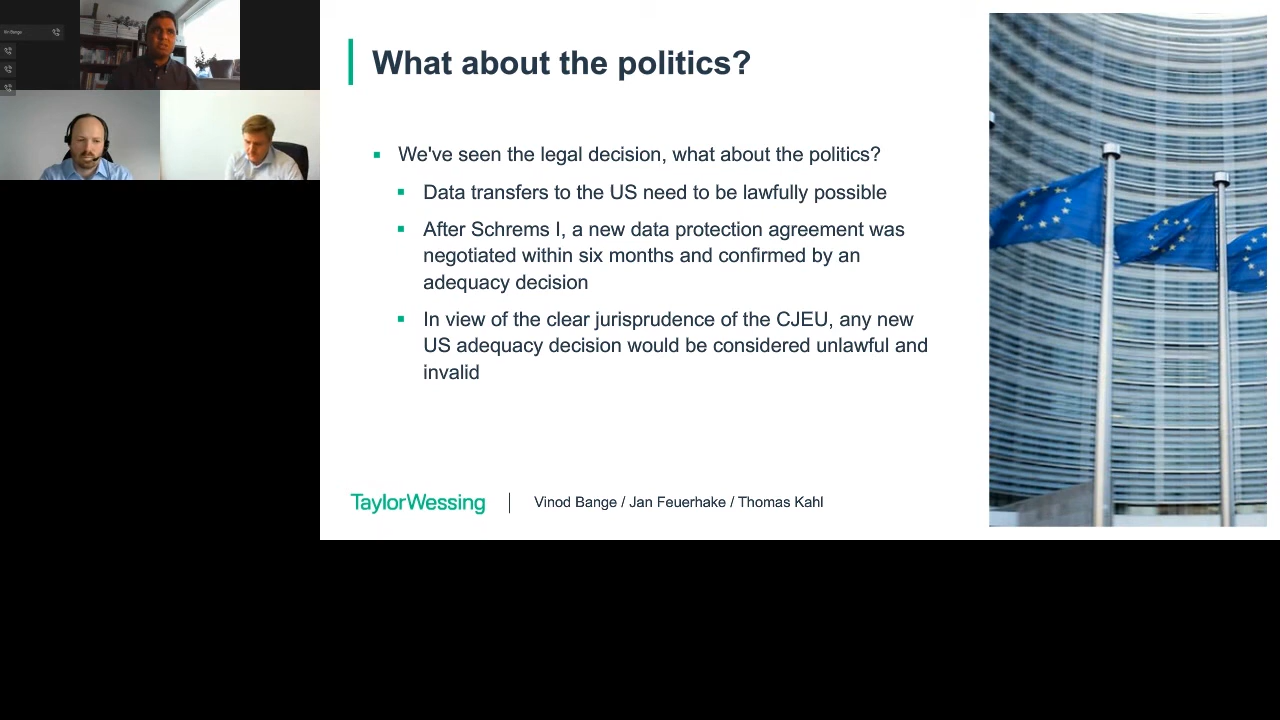 What about the politics?
We've seen the legal decision, what about the politics?
Data transfers to the US need to be lawfully possible
After Schrems I, a new data protection agreement was
negotiated within six months and confirmed by an
adequacy decision
In view of the clear jurisprudence of the CJEU, any new
US adequacy decision would be considered unlawful and
invalid
TaylorWessing
Vinod Bange / Jan Feuerhake / Thomas Kahl